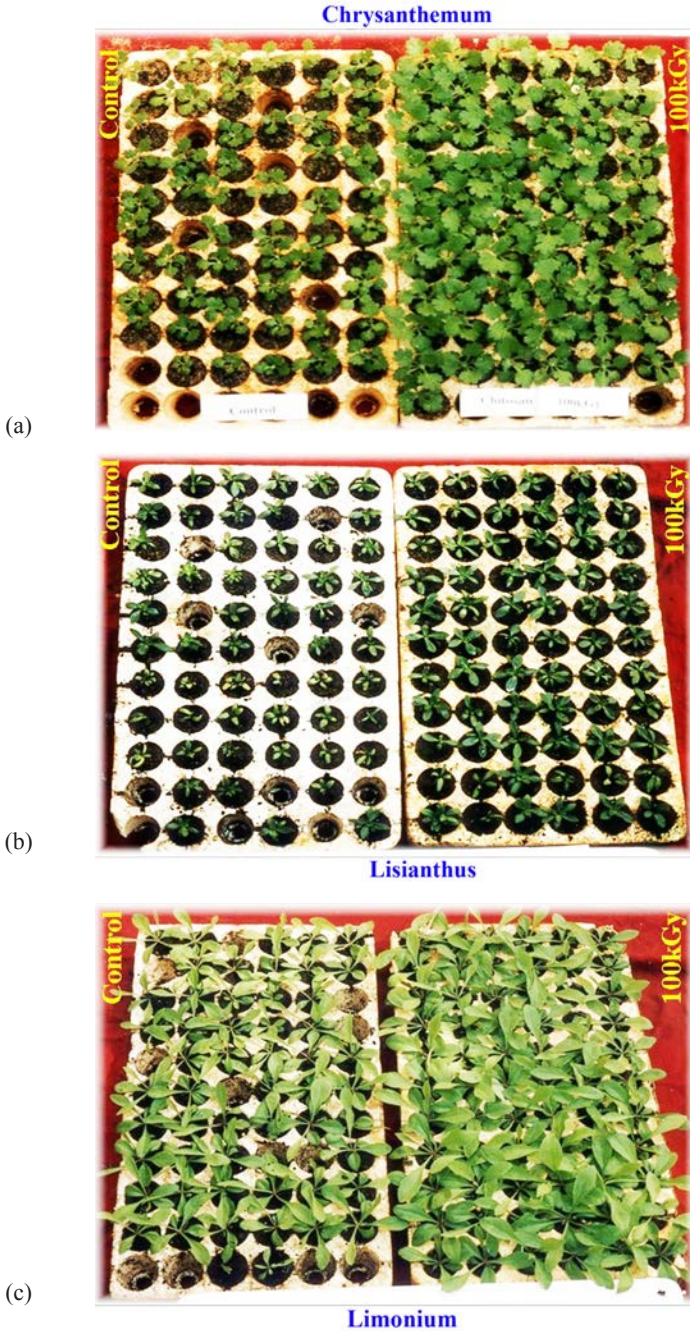 Chrysanthemum
Control
100kGy
Control
Chitosan 100kGy
(a)
Control
100kGy
(b)
Lisianthus
Control
100kGy
(c)
Limonium